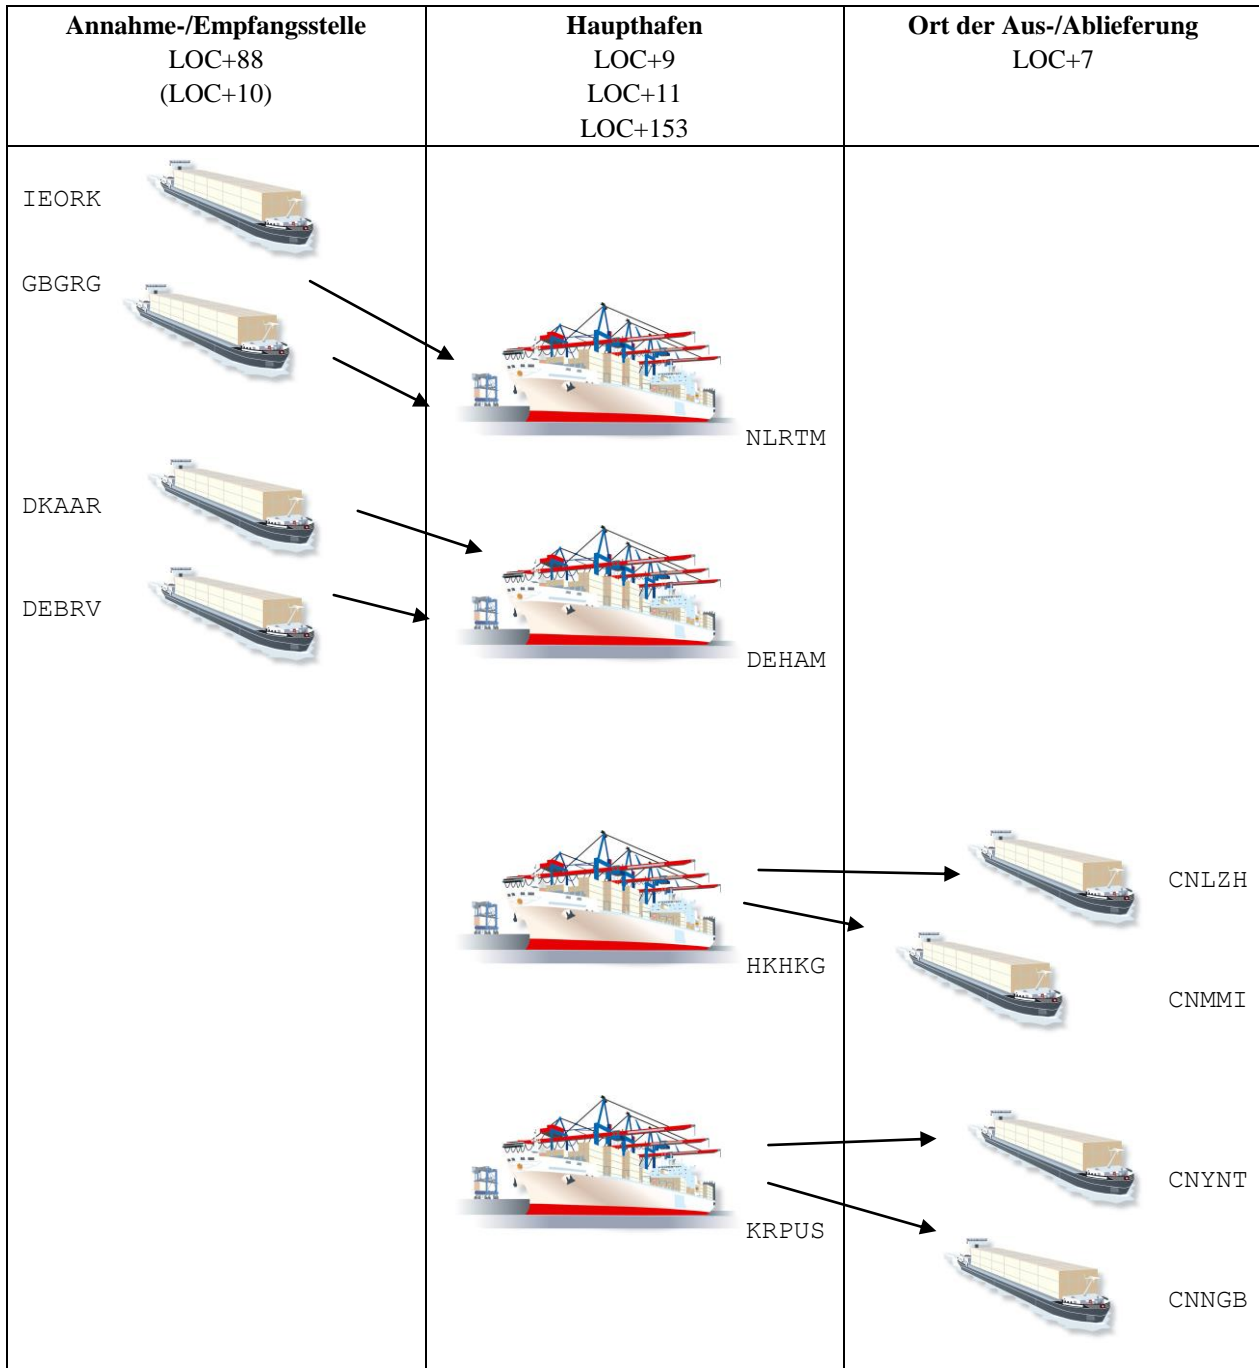 Annahme-/Empfangsstelle
LOC+88
(LOC+10)
Haupthafen
LOC+9
LOC+11
LOC+153
Ort der Aus-/Ablieferung
LOC+7
IEORK
GBGRG
NLRTM
DKAAR
DEBRV
DEHAM
CNLZH
HKHKG
CNMMI
CNYNT
KRPUS
CNNGB